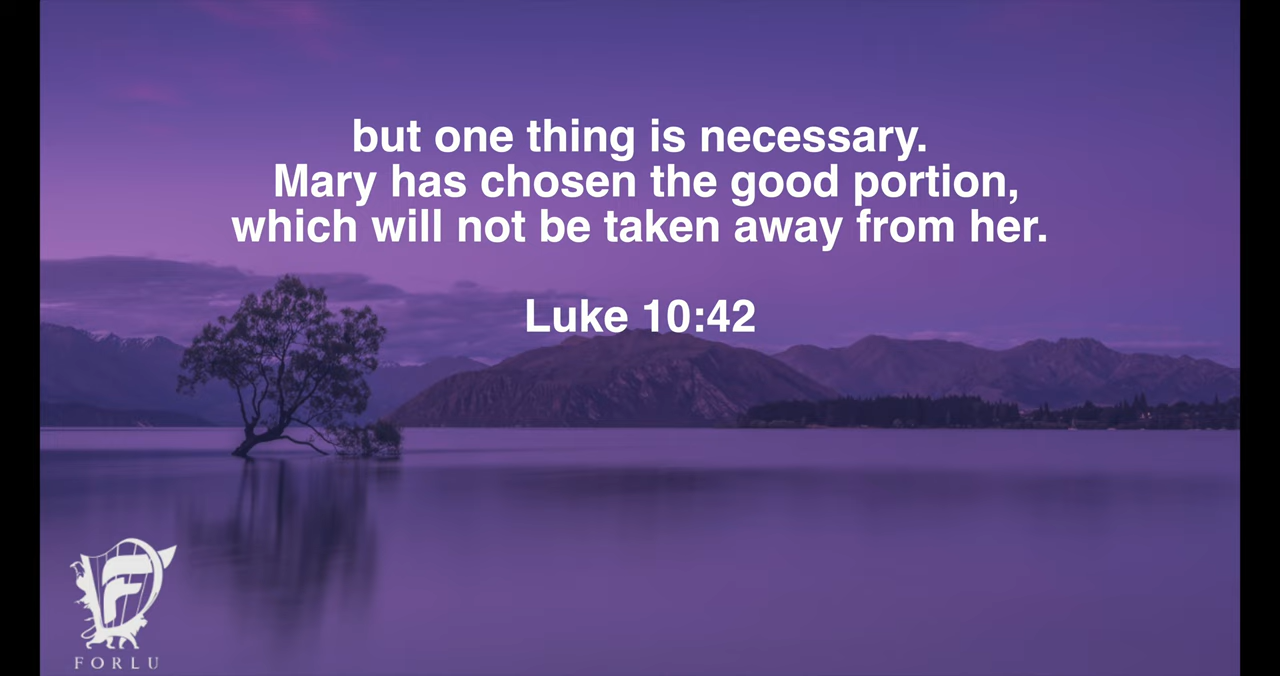 but one thing is necessary.
Mary has chosen the good portion,
which will not be taken away from her.
Luke 10:42
F
FORLU